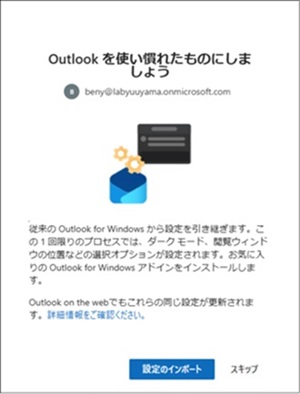 Outlook を使い慣れたものにしま
しょう
B beny@labyuuyama.onmicrosoft.com
従来の Outlook for Windows から設定を引き継ぎます。こ
の 1 回限りのプロセスでは、ダーク モード、閲覧ウィンド
ウの位置などの選択オプションが設定されます。お気に入
りの Outlook for Windows アドインをインストールしま
す。
Outlook on the webでもこれらの同じ設定が更新されま
す。詳細情報をご確認ください。
設定のインポート スキップ